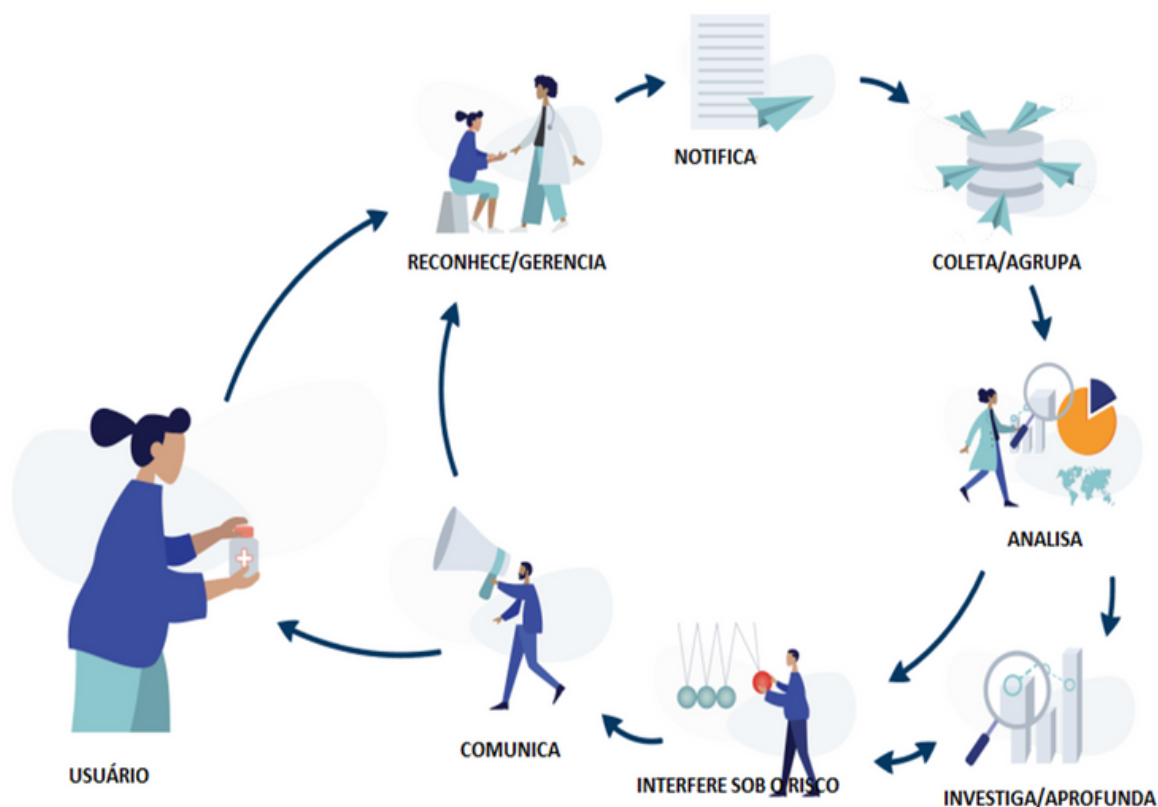 NOTIFICA
RECONHECE/GERENCIA
COLETA/AGRUPA
ANALISA
COMUNICA
USUÁRIO
INTERFERE SOB O RISCO
INVESTIGA/APROFUNDA